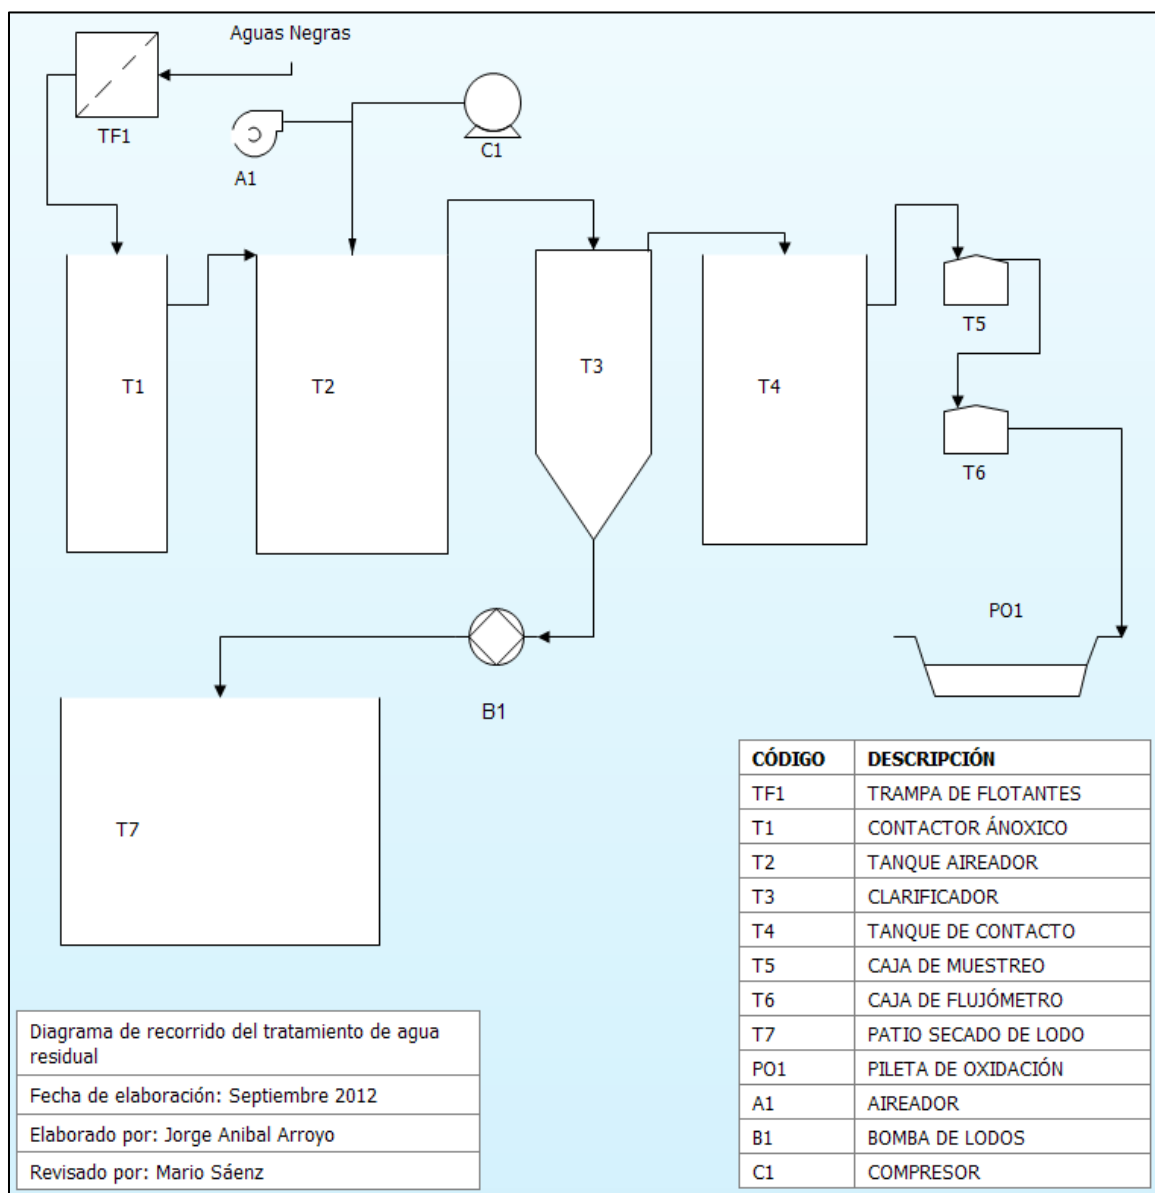 Aguas Negras
TF1
A1
C1
T1
T2
T3
T4
T5
T6
PO1
B1
T7
CÓDIGO DESCRIPCIÓN
TF1 TRAMPA DE FLOTANTES
T1 CONTACTOR ÁNOXICO
T2 TANQUE AIREADOR
T3 CLARIFICADOR
T4 TANQUE DE CONTACTO
T5 CAJA DE MUESTREO
T6 CAJA DE FLUJÓMETRO
T7 PATIO SECADO DE LODO
PO1 PILETA DE OXIDACIÓN
A1 AIREADOR
B1 BOMBA DE LODOS
C1 COMPRESOR
Diagrama de recorrido del tratamiento de agua
residual
Fecha de elaboración: Septiembre 2012
Elaborado por: Jorge Anibal Arroyo
Revisado por: Mario Sáenz